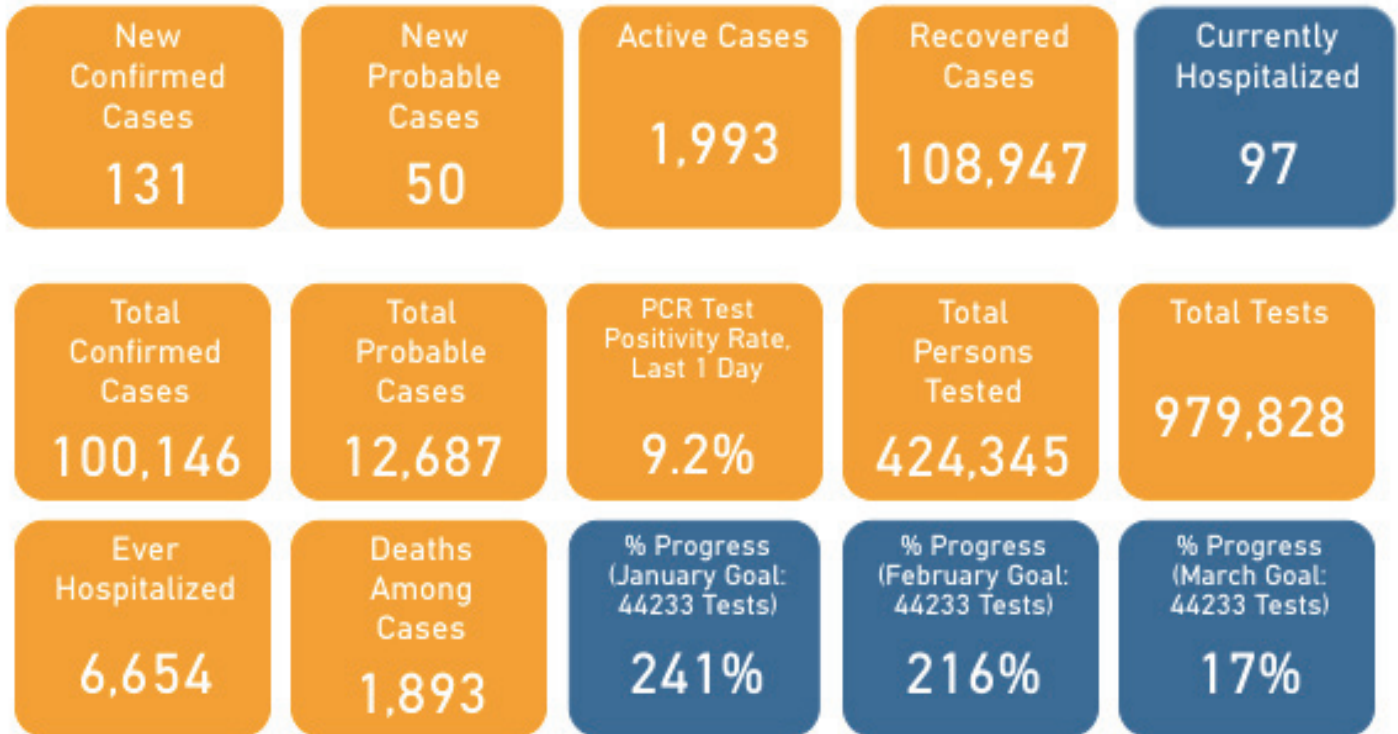 New
Confirmed
Cases
131
New
Probable
Cases
50
Active Cases
1,993
Recovered
Cases
108,947
Currently
Hospitalized
97
Total
Confirmed
Cases
100,146
Total
Probable
Cases
12,687
PCR Test
Positivity Rate,
Last 1 Day
9.2%
Total
Persons
Tested
424,345
Total Tests
979,828
Ever
Hospitalized
6,654
Deaths
Among
Cases
1,893
% Progress
(January Goal:
44233 Tests)
241%
% Progress
(February Goal:
44233 Tests)
216%
% Progress
(March Goal:
44233 Tests)
17%